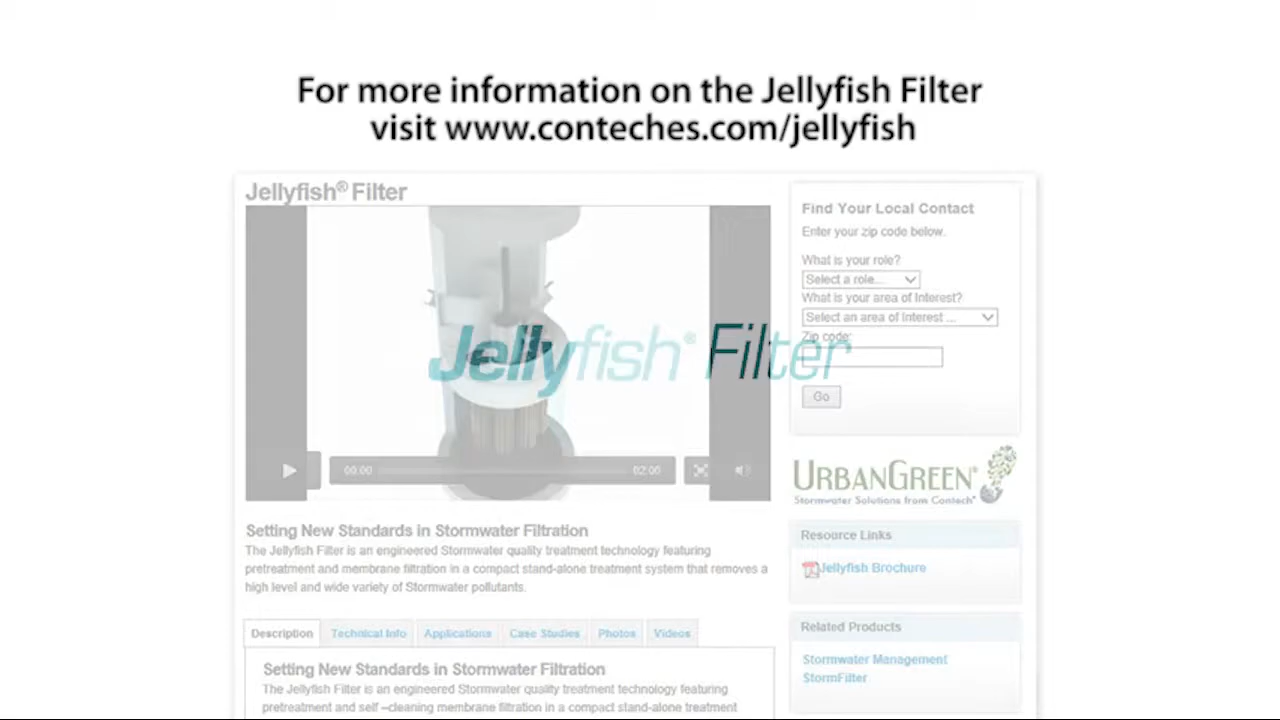 For more information on the Jellyfish Filter
visit www.conteches.com/jellyfish
Jellyfish® Filter
00:00
02:00
Jellyfish® Filter
Setting New Standards in Stormwater Filtration
The Jellyfish Filter is an engineered Stormwater quality treatment technology featuring
pretreatment and membrane filtration in a compact stand-alone treatment system that removes a
high level and wide variety of Stormwater pollutants.
Description
Technical Info
Applications
Case Studies
Photos
Videos
Setting New Standards in Stormwater Filtration
The Jellyfish Filter is an engineered Stormwater quality treatment technology featuring
pretreatment and self –cleaning membrane filtration in a compact stand-alone treatment
Find Your Local Contact
Enter your zip code below.
What is your role?
Select a role...
What is your area of Interest?
Select an area of Interest ...
Zip code:
Go
URBANGREEN®
Stormwater Solutions from Contech®
Resource Links
Jellyfish Brochure
Related Products
Stormwater Management
StormFilter